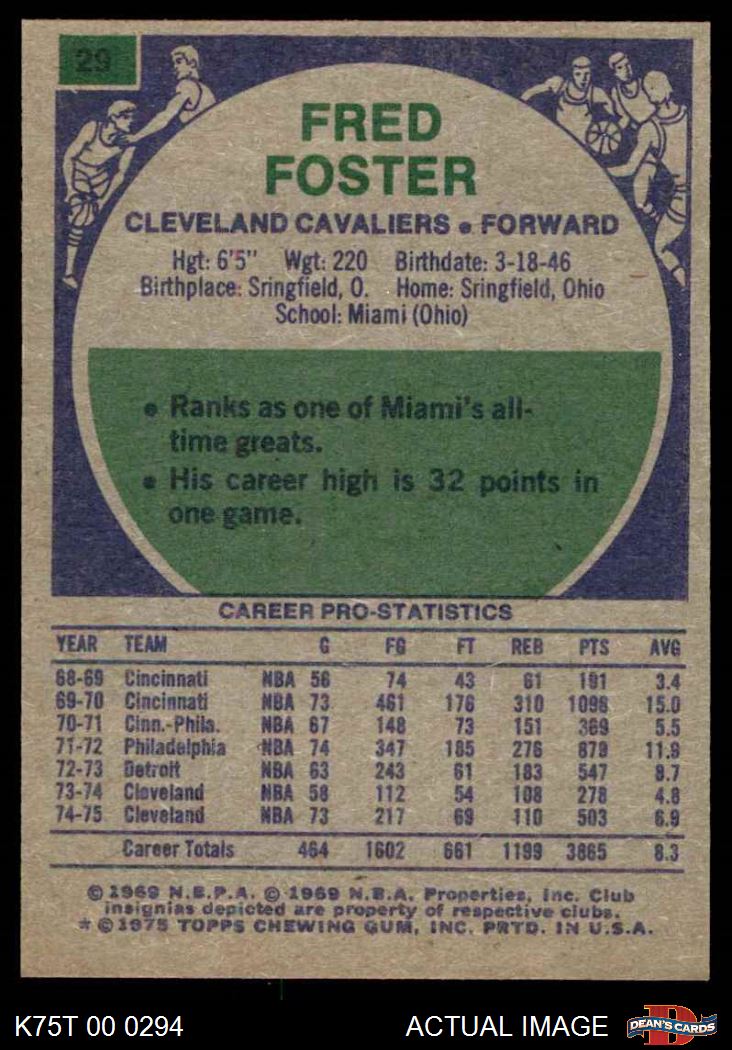 29
FRED
FOSTER
CLEVELAND CAVALIERS • FORWARD
Hgt: 6'5" Wgt: 220 Birthdate: 3-18-46
Birthplace: Sringfield, O. Home: Sringfield, Ohio
School: Miami (Ohio)
• Ranks as one of Miami's all-
time greats.
• His career high is 32 points in
one game.
CAREER PRO-STATISTICS
YEAR TEAM G FG FT REB PTS AVG
68-69 Cincinnati NBA 56 74 43 61 191 3.4
69-70 Cincinnati NBA 73 461 176 310 1098 15.0
70-71 Cinn.-Phila. NBA 67 148 73 151 369 5.5
71-72 Philadelphia NBA 74 347 185 276 879 11.9
72-73 Detroit NBA 63 243 61 183 547 8.7
73-74 Cleveland NBA 58 112 54 108 278 4.8
74-75 Cleveland NBA 73 217 69 110 503 6.9
Career Totals 464 1602 661 1199 3865 8.3
© 1969 N.B.P.A. © 1969 N.B.A. Properties, Inc. Club
insignias depicted are property of respective clubs.
* © 1975 TOPPS CHEWING GUM, INC. PRTD. IN U.S.A.
K75T 00 0294 ACTUAL IMAGE D DEAN'S CARDS